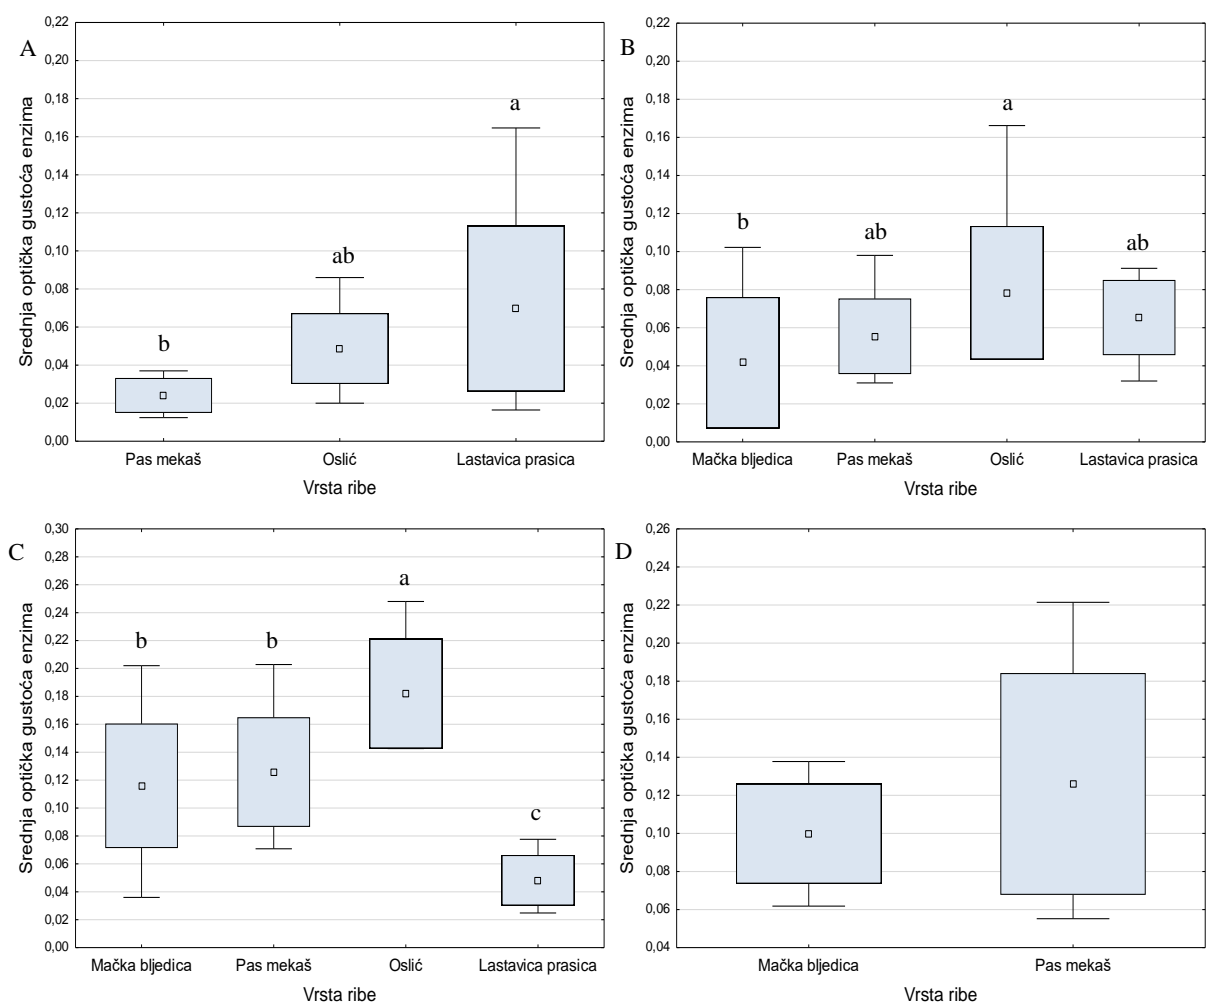 A
Srednja optička gustoća enzima
0,22
0,20
0,18
0,16
0,14
0,12
0,10
0,08
0,06
0,04
0,02
0,00
b
ab
a
Pas mekaš
Oslić
Lastavica prasica
Vrsta ribe
B
Srednja optička gustoća enzima
0,22
0,20
0,18
0,16
0,14
0,12
0,10
0,08
0,06
0,04
0,02
0,00
b
ab
a
ab
Mačka bljedica
Pas mekaš
Oslić
Lastavica prasica
Vrsta ribe
C
Srednja optička gustoća enzima
0,30
0,28
0,26
0,24
0,22
0,20
0,18
0,16
0,14
0,12
0,10
0,08
0,06
0,04
0,02
0,00
b
b
a
c
Mačka bljedica
Pas mekaš
Oslić
Lastavica prasica
Vrsta ribe
D
Srednja optička gustoća enzima
0,26
0,24
0,22
0,20
0,18
0,16
0,14
0,12
0,10
0,08
0,06
0,04
Mačka bljedica
Pas mekaš
Vrsta ribe